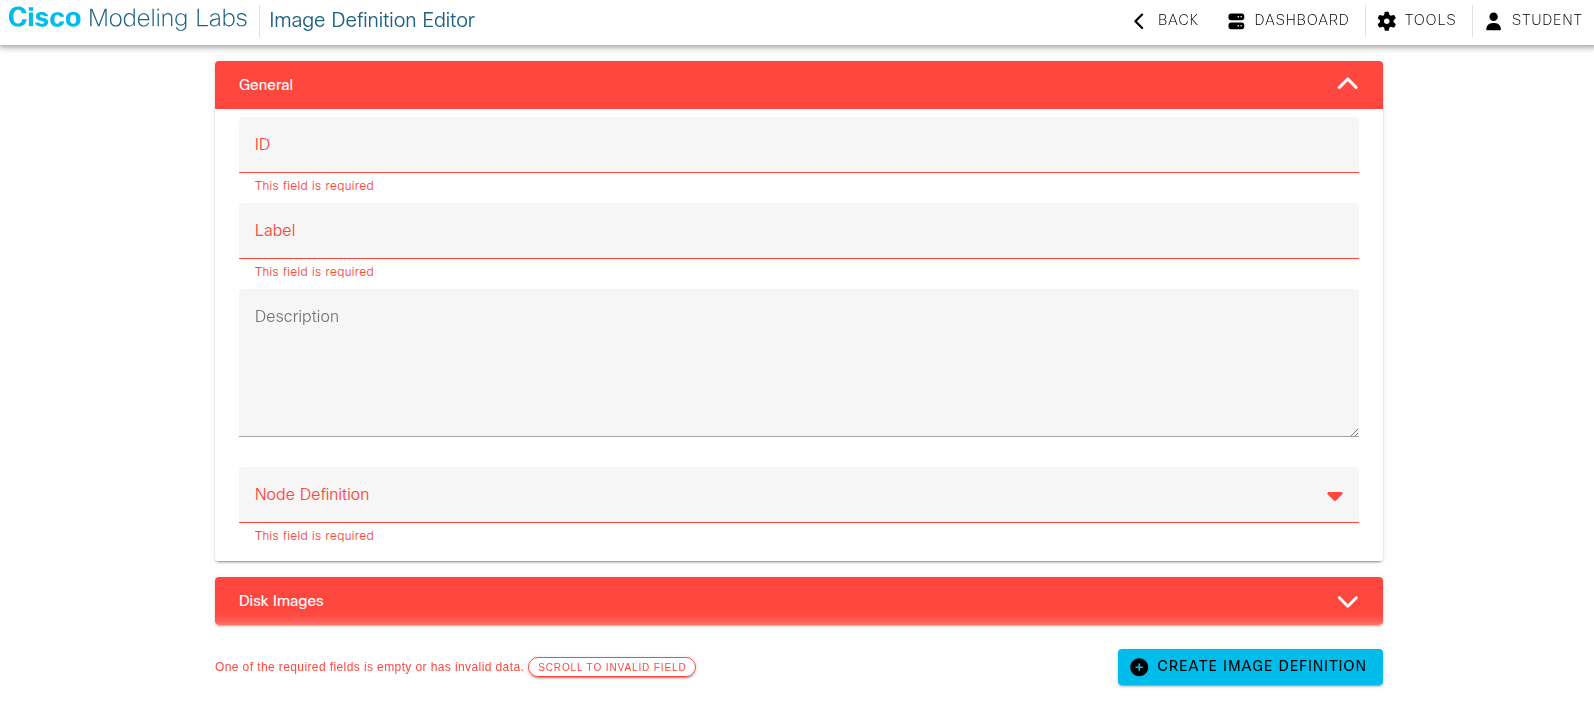 Cisco Modeling Labs Image Definition Editor BACK DASHBOARD TOOLS STUDENT
General
ID
This field is required
Label
This field is required
Description
Node Definition
This field is required
Disk Images
One of the required fields is empty or has invalid data. SCROLL TO INVALID FIELD CREATE IMAGE DEFINITION